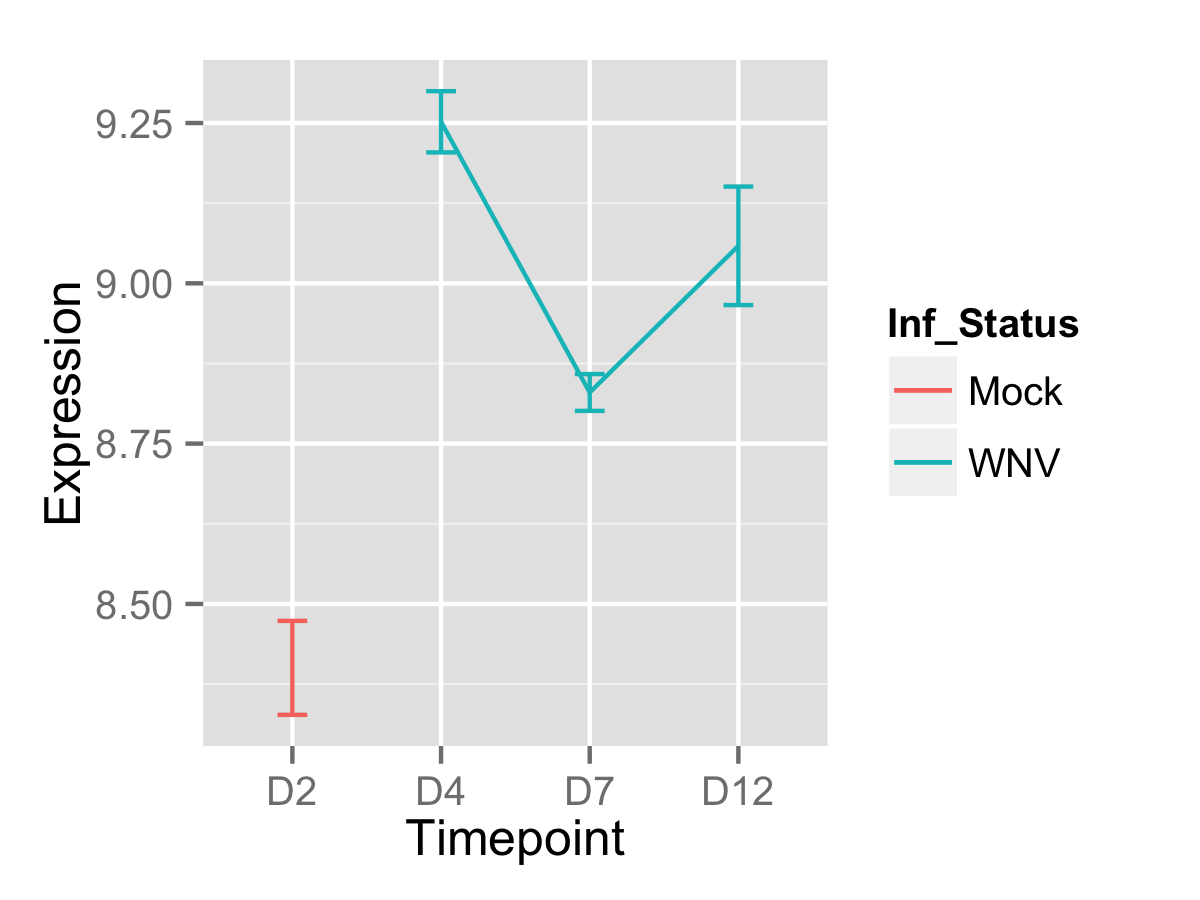 9.25
9.00
8.75
8.50
Expression
D2 D4 D7 D12
Timepoint
Inf_Status
Mock
WNV